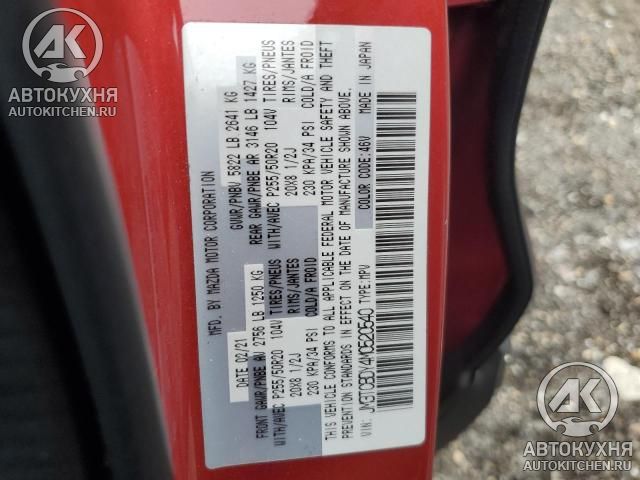 MFD. BY MAZDA MOTOR CORPORATION
DATE 02/21
GVWR/PNBV 5822 LB 2641 KG
FRONT GAWR/PNBE AV 2756 LB 1250 KG
REAR GAWR/PNBE AR 3146 LB 1427 KG
WITH/AVEC P255/50R20 104V TIRES/PNEUS
WITH/AVEC P255/50R20 104V TIRES/PNEUS
20X8 1/2J RIMS/JANTES
20X8 1/2J RIMS/JANTES
230 KPA/34 PSI COLD/A FROID
230 KPA/34 PSI COLD/A FROID
THIS VEHICLE CONFORMS TO ALL APPLICABLE FEDERAL MOTOR VEHICLE SAFETY AND THEFT
PREVENTION STANDARDS IN EFFECT ON THE DATE OF MANUFACTURE SHOWN ABOVE.
VIN: JM3TCBDY4M0520540 TYPE:MPV
COLOR CODE:46V MADE IN JAPAN
АК
АВТОКУХНЯ
AUTOKITCHEN.RU
АК
АВТОКУХНЯ
AUTOKITCHEN.RU